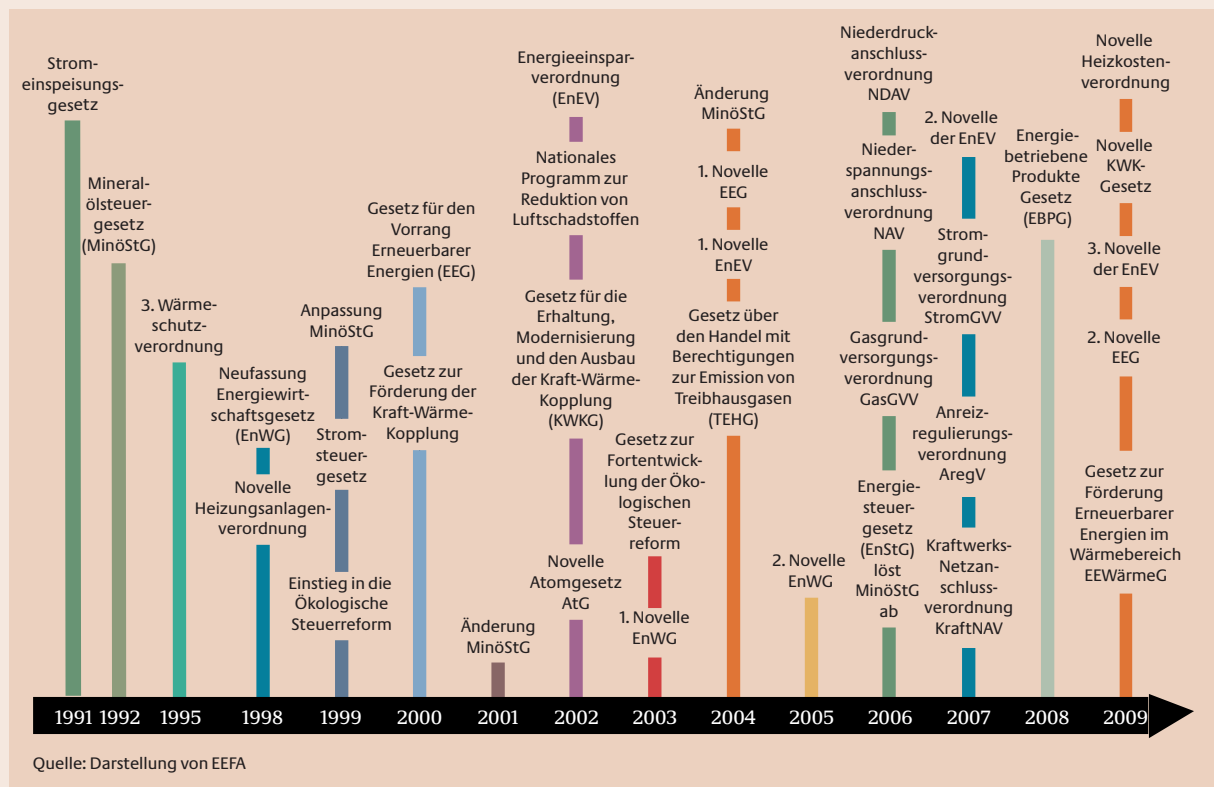 Strom-
einspeisungs-
gesetz
Mineral-
ölsteuer-
gesetz
(MinöStG)
3. Wärme-
schutz-
verordnung
Neufassung
Energiewirt-
schaftsgesetz
(EnWG)
Novelle
Heizungsanlagen-
verordnung
Anpassung
MinöStG
Strom-
steuer-
gesetz
Einstieg in die
Ökologische
Steuerreform
Gesetz für den
Vorrang
Erneuerbarer
Energien (EEG)
Gesetz zur
Förderung der
Kraft-Wärme-
Kopplung
Änderung
MinöStG
Energieeinspar-
verordnung
(EnEV)
Nationales
Programm zur
Reduktion von
Luftschadstoffen
Gesetz für die
Erhaltung,
Modernisierung
und den Ausbau
der Kraft-Wärme-
Kopplung
(KWKG)
Novelle
Atomgesetz
AtG
Gesetz zur
Fortentwick-
lung der Öko-
logischen
Steuer-
reform
1. Novelle
EnWG
Änderung
MinöStG
1. Novelle
EEG
1. Novelle
EnEV
Gesetz über
den Handel mit
Berechtigungen
zur Emission von
Treibhausgasen
(TEHG)
2. Novelle
EnWG
Niederdruck-
anschluss-
verordnung
NDAV
Nieder-
spannungs-
anschluss-
verordnung
NAV
Gasgrund-
versorgungs-
verordnung
GasGVV
Energie-
steuer-
gesetz
(EnStG)
löst
MinöStG
ab
2. Novelle
der EnEV
Strom-
grund-
versorgungs-
verordnung
StromGVV
Anreiz-
regulierungs-
verordnung
AregV
Kraftwerks-
Netzan-
schluss-
verordnung
KraftNAV
Energie-
betriebene
Produkte
Gesetz
(EBPG)
Novelle
Heizkosten-
verordnung
Novelle
KWK-
Gesetz
3. Novelle
der EnEV
2. Novelle
EEG
Gesetz zur
Förderung
Erneuerbarer
Energien im
Wärmebereich
EEWärmeG
1991 1992 1995 1998 1999 2000 2001 2002 2003 2004 2005 2006 2007 2008 2009
Quelle: Darstellung von EEFA